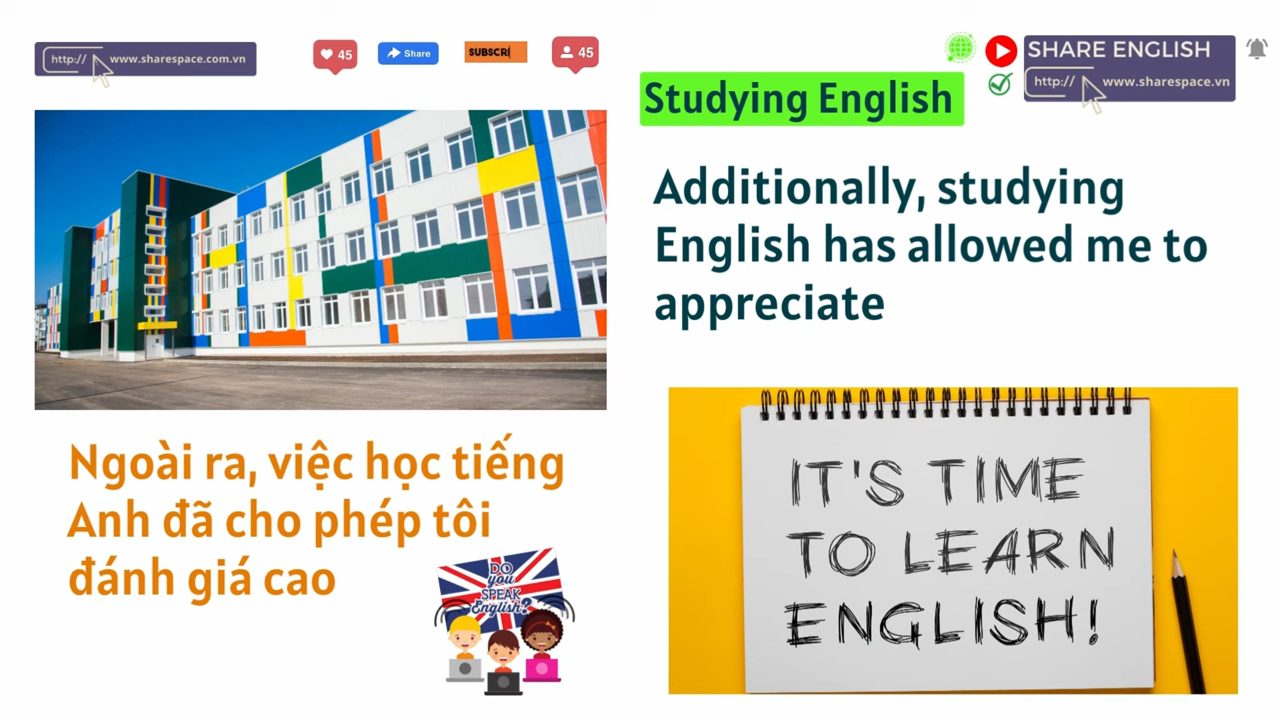 http:// www.sharespace.com.vn
45
Share
SUBSCRI
45
SHARE ENGLISH
http:// www.sharespace.vn
Studying English
Additionally, studying
English has allowed me to
appreciate
Ngoài ra, việc học tiếng
Anh đã cho phép tôi
đánh giá cao
DO
you
SPEAK
English?
IT'S TIME
TO LEARN
ENGLISH!